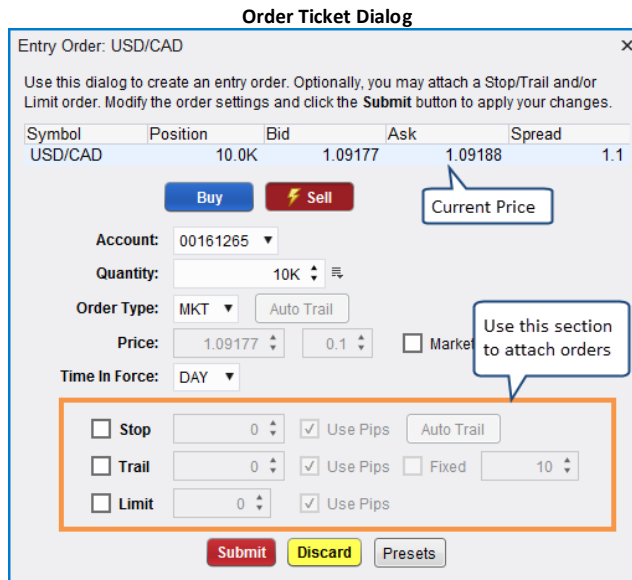 Order Ticket Dialog
Entry Order: USD/CAD
Use this dialog to create an entry order. Optionally, you may attach a Stop/Trail and/or
Limit order. Modify the order settings and click the Submit button to apply your changes.
Symbol Position Bid Ask Spread
USD/CAD 10.0K 1.09177 1.09188 1.1
Buy Sell
Current Price
Account: 00161265
Quantity: 10K
Order Type: MKT Auto Trail
Price: 1.09177 0.1 Market
Use this section
to attach orders
Time In Force: DAY
Stop 0 Use Pips Auto Trail
Trail 0 Use Pips Fixed 10
Limit 0 Use Pips
Submit Discard Presets